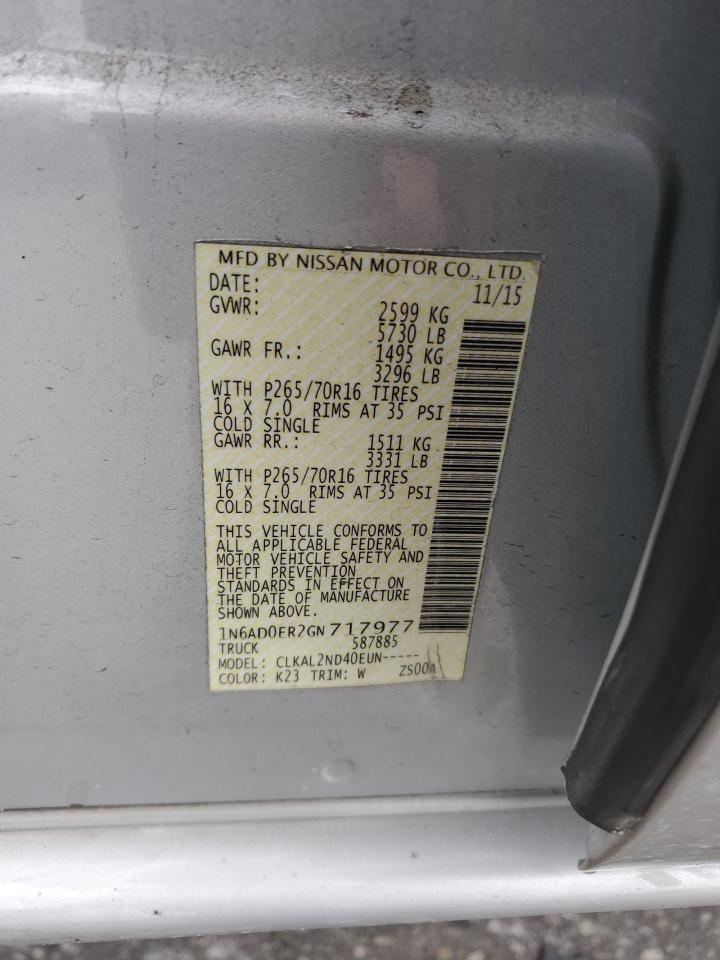 MFD BY NISSAN MOTOR CO., LTD.
DATE: 11/15
GVWR: 2599 KG
5730 LB
GAWR FR.: 1495 KG
3296 LB
WITH P265/70R16 TIRES
16 X 7.0 RIMS AT 35 PSI
COLD SINGLE
GAWR RR.: 1511 KG
3331 LB
WITH P265/70R16 TIRES
16 X 7.0 RIMS AT 35 PSI
COLD SINGLE
THIS VEHICLE CONFORMS TO
ALL APPLICABLE FEDERAL
MOTOR VEHICLE SAFETY AND
THEFT PREVENTION
STANDARDS IN EFFECT ON
THE DATE OF MANUFACTURE
SHOWN ABOVE.
1N6AD0ER2GN717977
TRUCK 587885
MODEL: CLKAL2ND40EUN-----
COLOR: K23 TRIM: W ZS00A